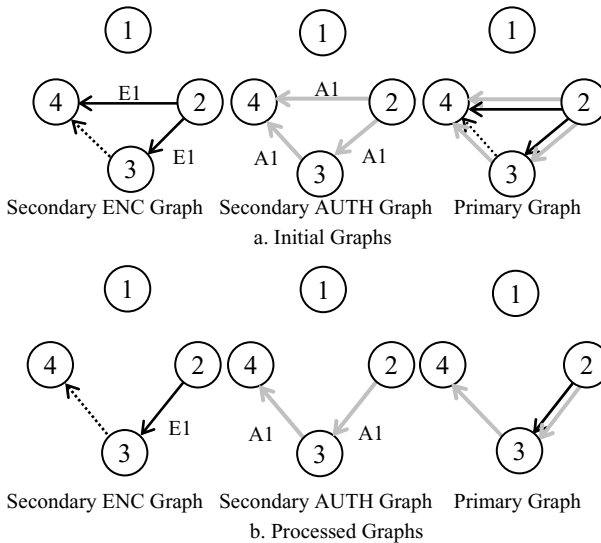 1
1
1
4
E1
2
4
A1
2
4
2
3
E1
A1
3
A1
3
Secondary ENC Graph
Secondary AUTH Graph
Primary Graph
a. Initial Graphs
1
1
1
4
2
4
2
4
2
3
E1
A1
3
A1
3
Secondary ENC Graph
Secondary AUTH Graph
Primary Graph
b. Processed Graphs